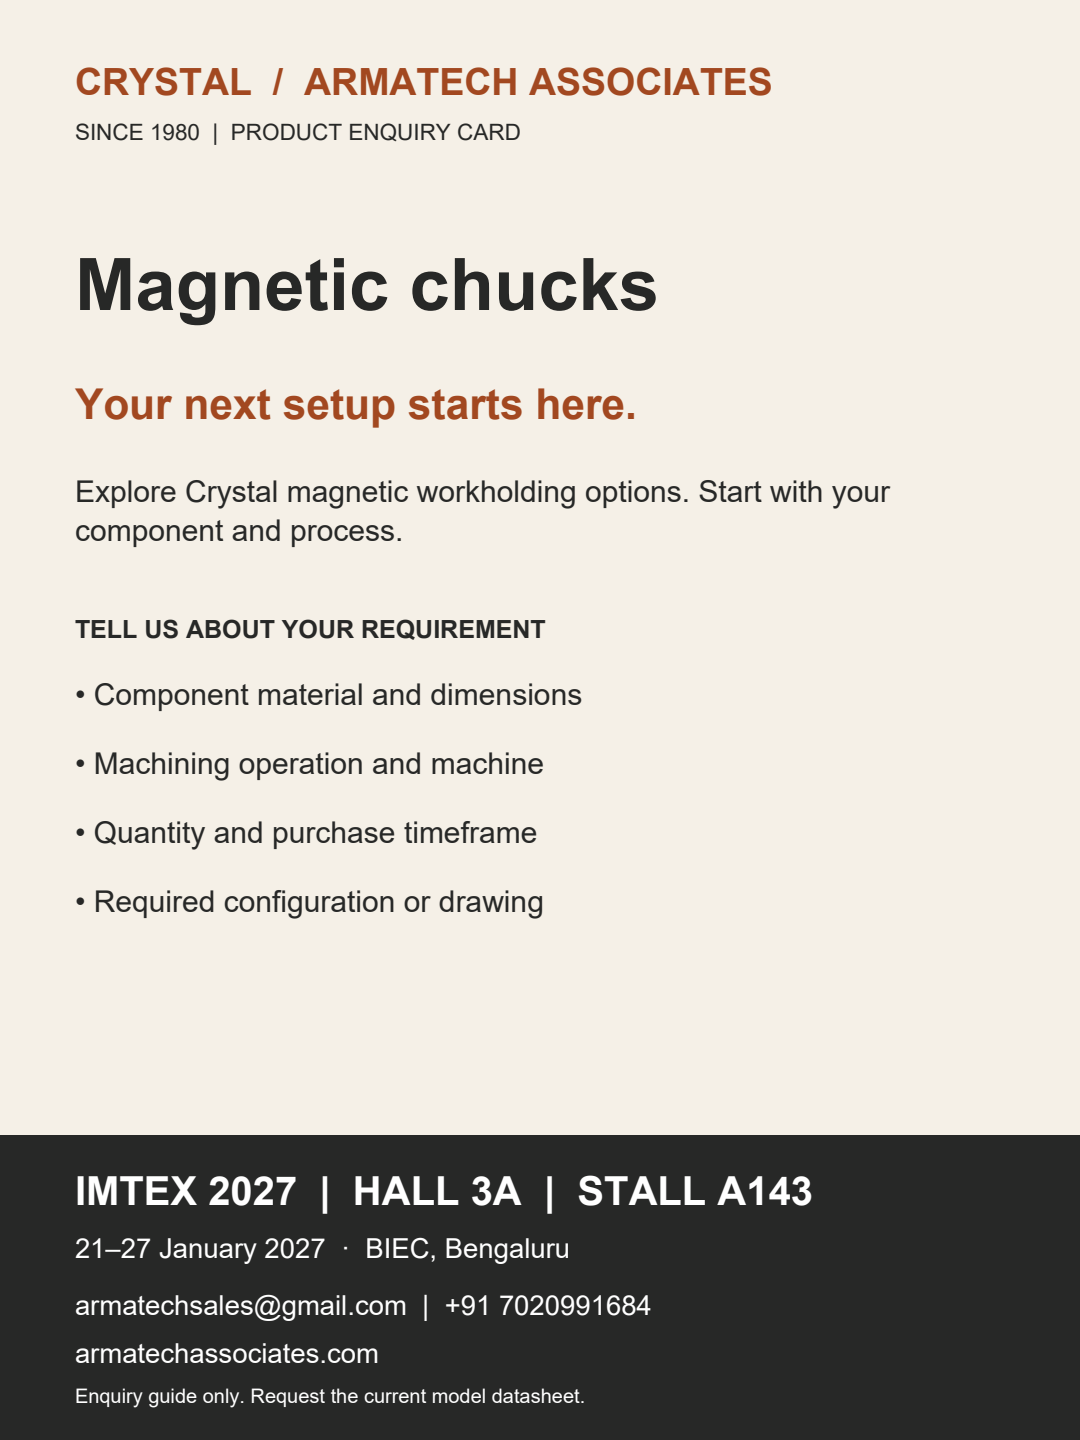 CRYSTAL / ARMATECH ASSOCIATES
SINCE 1980 | PRODUCT ENQUIRY CARD
Magnetic chucks
Your next setup starts here.
Explore Crystal magnetic workholding options. Start with your
component and process.
TELL US ABOUT YOUR REQUIREMENT
• Component material and dimensions
• Machining operation and machine
• Quantity and purchase timeframe
• Required configuration or drawing
IMTEX 2027 | HALL 3A | STALL A143
21–27 January 2027 · BIEC, Bengaluru
armatechsales@gmail.com | +91 7020991684
armatechassociates.com
Enquiry guide only. Request the current model datasheet.